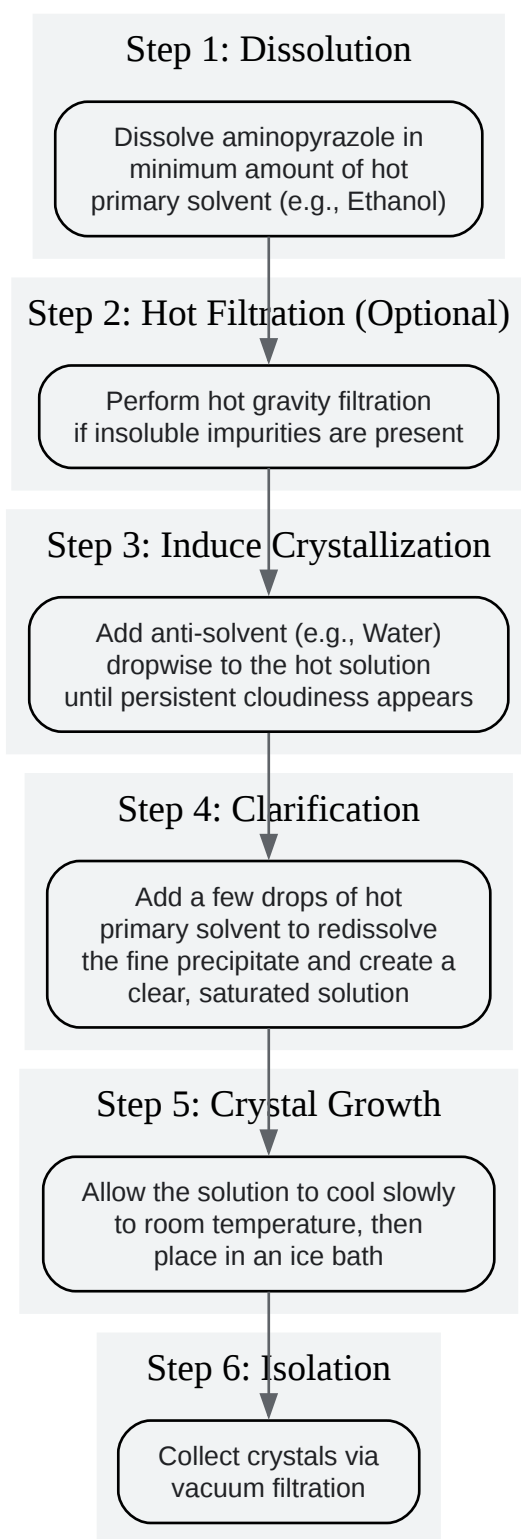 Step 1: Dissolution
Dissolve aminopyrazole in
minimum amount of hot
primary solvent (e.g., Ethanol)
Step 2: Hot Filtration (Optional)
Perform hot gravity filtration
if insoluble impurities are present
Step 3: Induce Crystallization
Add anti-solvent (e.g., Water)
dropwise to the hot solution
until persistent cloudiness appears
Step 4: Clarification
Add a few drops of hot
primary solvent to redissolve
the fine precipitate and create a
clear, saturated solution
Step 5: Crystal Growth
Allow the solution to cool slowly
to room temperature, then
place in an ice bath
Step 6: Isolation
Collect crystals via
vacuum filtration